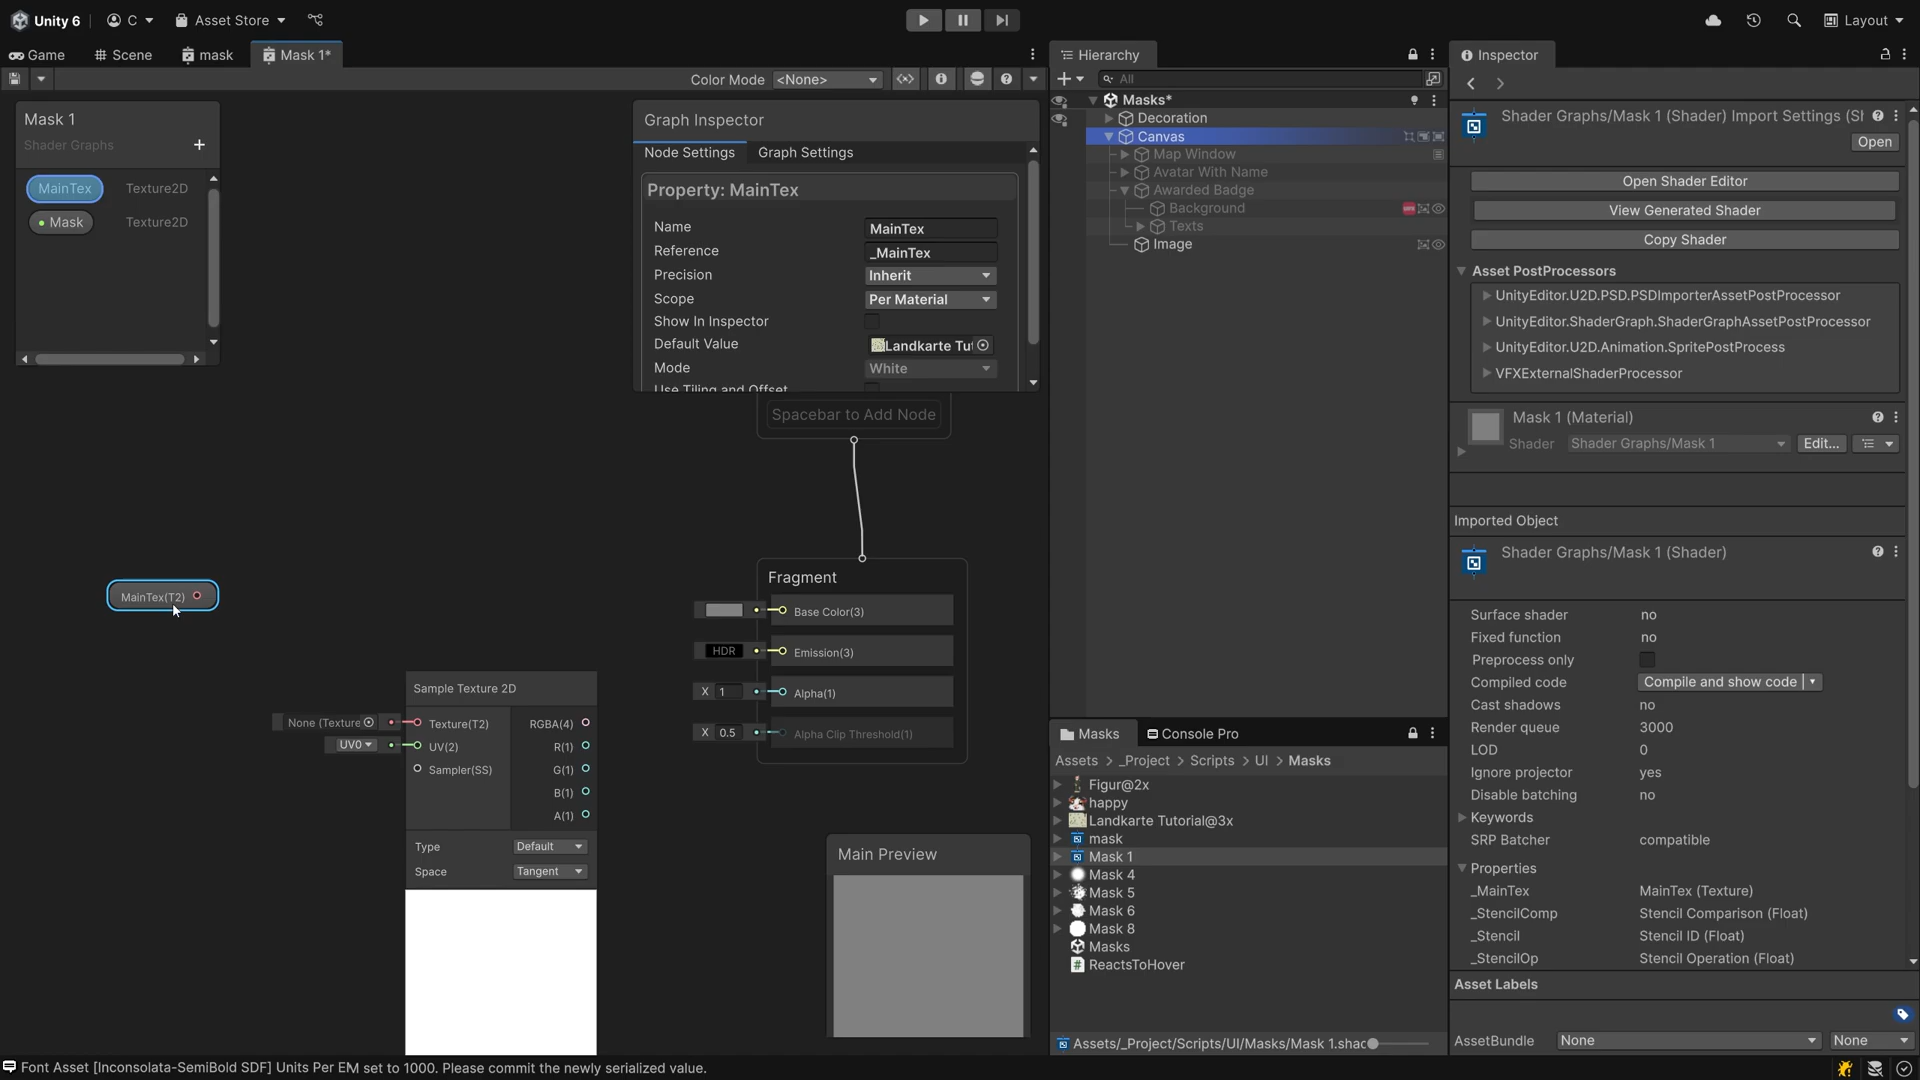 Unity 6 C Asset Store Layout
Game Scene mask Mask 1*
Color Mode <None>
Mask 1
Shader Graphs
MainTex Texture2D
Mask Texture2D
Graph Inspector
Node Settings Graph Settings
Property: MainTex
Name MainTex
Reference _MainTex
Precision Inherit
Scope Per Material
Show In Inspector
Default Value Landkarte Tut
Mode White
Use Tiling and Offset
Spacebar to Add Node
MainTex(T2)
Fragment
Base Color(3)
HDR Emission(3)
X 1 Alpha(1)
X 0.5 Alpha Clip Threshold(1)
Sample Texture 2D
None (Texture Texture(T2) RGBA(4)
UV0 UV(2) R(1)
Sampler(SS) G(1)
B(1)
A(1)
Type Default
Space Tangent
Main Preview
Hierarchy
All
Masks*
Decoration
Canvas
Map Window
Avatar With Name
Awarded Badge
Background
Texts
Image
Masks Console Pro
Assets > _Project > Scripts > UI > Masks
Figur@2x
happy
Landkarte Tutorial@3x
mask
Mask 1
Mask 4
Mask 5
Mask 6
Mask 8
Masks
ReactsToHover
Assets/_Project/Scripts/UI/Masks/Mask 1.shac
Inspector
Shader Graphs/Mask 1 (Shader) Import Settings (Sh
Open
Open Shader Editor
View Generated Shader
Copy Shader
Asset PostProcessors
UnityEditor.U2D.PSD.PSDImporterAssetPostProcessor
UnityEditor.ShaderGraph.ShaderGraphAssetPostProcessor
UnityEditor.U2D.Animation.SpritePostProcess
VFXExternalShaderProcessor
Mask 1 (Material)
Shader Shader Graphs/Mask 1 Edit...
Imported Object
Shader Graphs/Mask 1 (Shader)
Surface shader no
Fixed function no
Preprocess only
Compiled code Compile and show code
Cast shadows no
Render queue 3000
LOD 0
Ignore projector yes
Disable batching no
Keywords
SRP Batcher compatible
Properties
_MainTex MainTex (Texture)
_StencilComp Stencil Comparison (Float)
_Stencil Stencil ID (Float)
_StencilOp Stencil Operation (Float)
Asset Labels
AssetBundle None None
Font Asset [Inconsolata-SemiBold SDF] Units Per EM set to 1000. Please commit the newly serialized value.